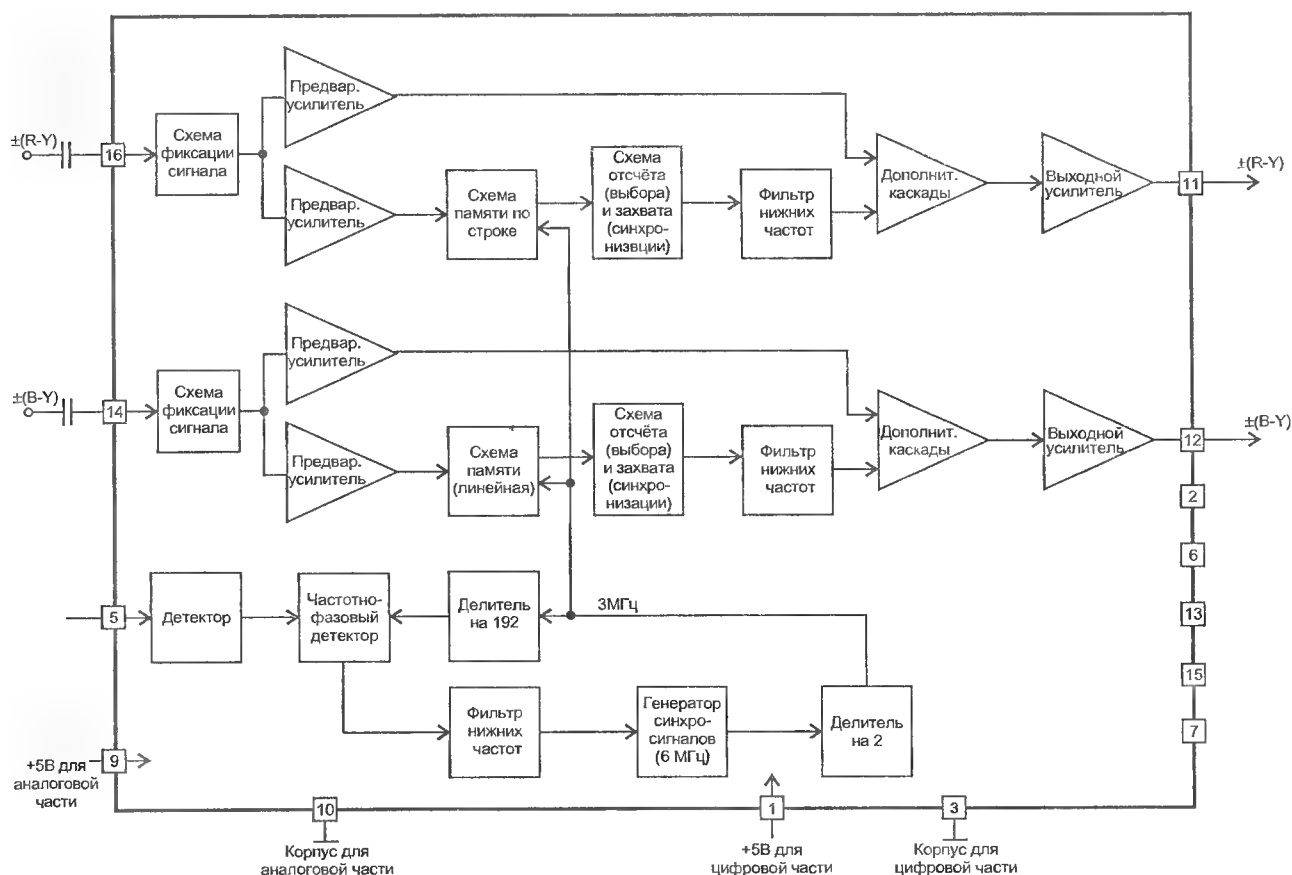 ±(R-Y)
16
Схема
фиксации
сигнала
Предвар.
усилитель
Предвар.
усилитель
Схема
памяти по
строке
Схема
отсчёта
(выбора)
и захвата
(синхро-
низвции)
Фильтр
нижних
частот
Дополнит.
каскады
Выходной
усилитель
11
±(R-Y)
±(B-Y)
14
Схема
фиксации
сигнала
Предвар.
усилитель
Предвар.
усилитель
Схема
памяти
(линейная)
Схема
отсчёта
(выбора)
и захвата
(синхро-
низации)
Фильтр
нижних
частот
Дополнит.
каскады
Выходной
усилитель
12
±(B-Y)
2
6
13
15
7
5
Детектор
Частотно-
фазовый
детектор
Делитель
на 192
3МГц
Фильтр
нижних
частот
Генератор
синхро-
сигналов
(6 МГц)
Делитель
на 2
9
+5В для
аналоговой
части
10
Корпус для
аналоговой части
1
+5В для
цифровой части
3
Корпус для
цифровой части